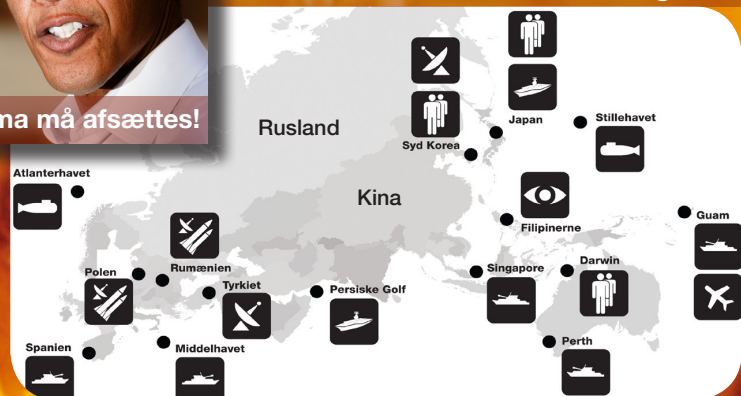 ma må afsættes!
Rusland
Kina
Japan
Stillehavet
Syd Korea
Atlanterhavet
Filipinerne
Guam
Polen
Rumænien
Tyrkiet
Persiske Golf
Singapore
Darwin
Spanien
Middelhavet
Perth